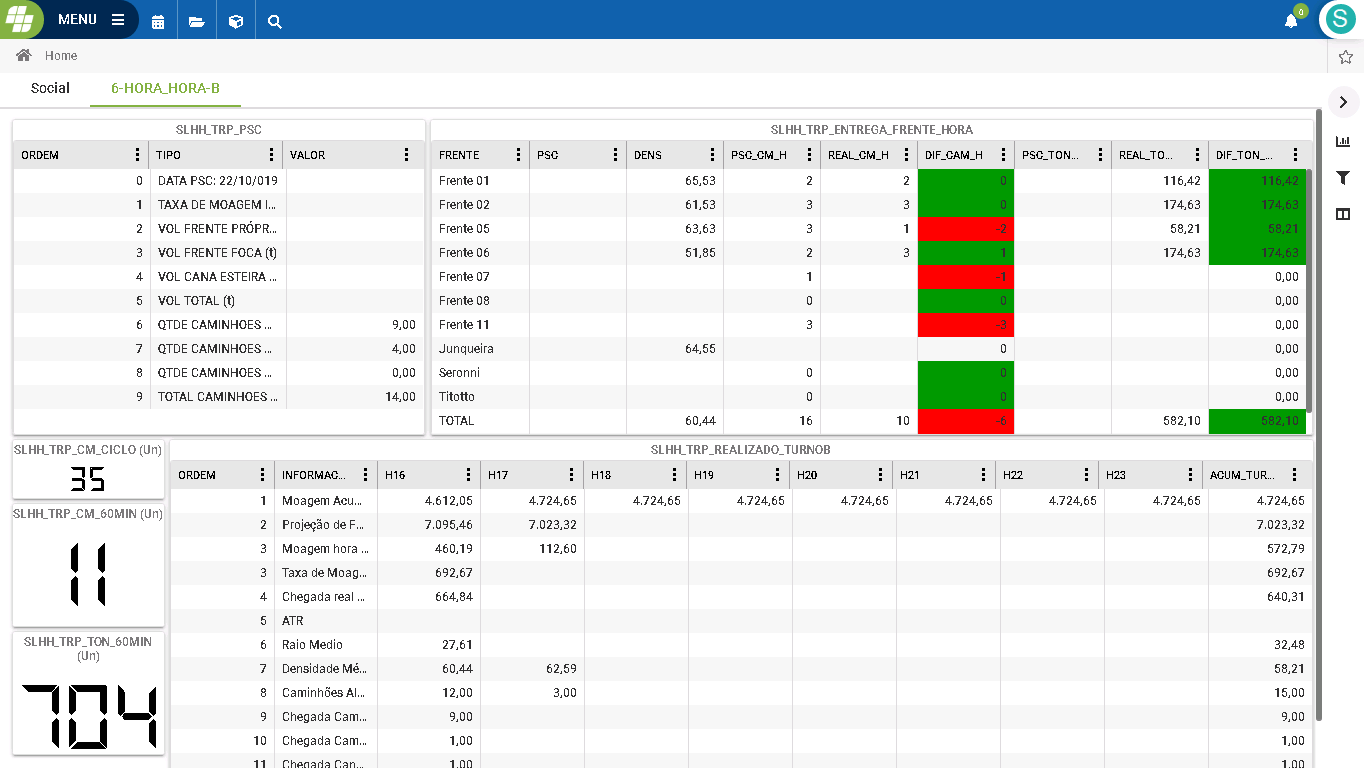 MENU
0
S
Home
Social 6-HORA_HORA-B
SLHH_TRP_PSC
ORDEM TIPO VALOR
0 DATA PSC: 22/10/019
1 TAXA DE MOAGEM I...
2 VOL FRENTE PRÓPR...
3 VOL FRENTE FOCA (t)
4 VOL CANA ESTEIRA ...
5 VOL TOTAL (t)
6 QTDE CAMINHOES ... 9,00
7 QTDE CAMINHOES ... 4,00
8 QTDE CAMINHOES ... 0,00
9 TOTAL CAMINHOES ... 14,00
SLHH_TRP_ENTREGA_FRENTE_HORA
FRENTE PSC DENS PSC_CM_H REAL_CM_H DIF_CAM_H PSC_TON... REAL_TO... DIF_TON_...
Frente 01 65,53 2 2 0 116,42 116,42
Frente 02 61,53 3 3 0 174,63 174,63
Frente 05 63,63 3 1 -2 58,21 58,21
Frente 06 51,85 2 3 1 174,63 174,63
Frente 07 1 -1 0,00
Frente 08 0 0 0,00
Frente 11 3 -3 0,00
Junqueira 64,55 0 0,00
Seronni 0 0 0,00
Titotto 0 0 0,00
TOTAL 60,44 16 10 -6 582,10 582,10
SLHH_TRP_CM_CICLO (Un)
35
SLHH_TRP_CM_60MIN (Un)
11
SLHH_TRP_TON_60MIN
(Un)
704
SLHH_TRP_REALIZADO_TURNOB
ORDEM INFORMAC... H16 H17 H18 H19 H20 H21 H22 H23 ACUM_TUR...
1 Moagem Acu... 4.612,05 4.724,65 4.724,65 4.724,65 4.724,65 4.724,65 4.724,65 4.724,65 4.724,65
2 Projeção de F... 7.095,46 7.023,32 7.023,32
3 Moagem hora ... 460,19 112,60 572,79
3 Taxa de Moag... 692,67 692,67
4 Chegada real ... 664,84 640,31
5 ATR
6 Raio Medio 27,61 32,48
7 Densidade Mé... 60,44 62,59 58,21
8 Caminhões Al... 12,00 3,00 15,00
9 Chegada Cam... 9,00 9,00
10 Chegada Cam... 1,00 1,00
11 Chegada Can... 1,00 1,00